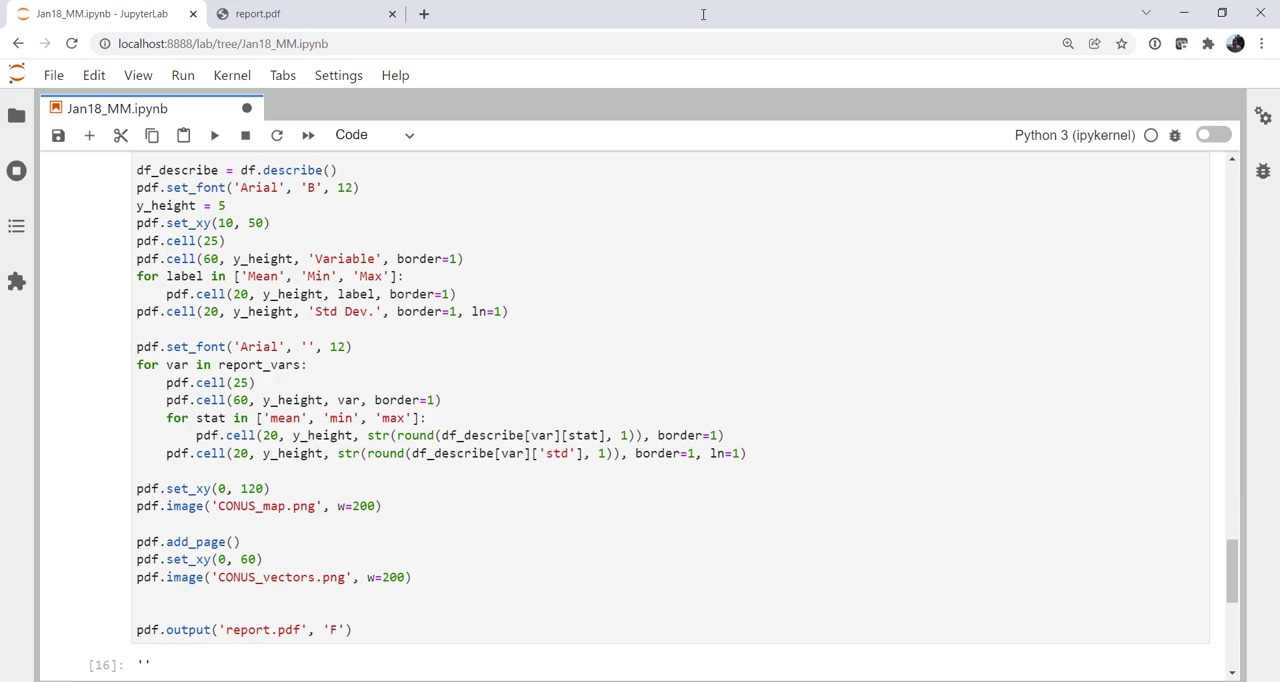 Jan18_MM.ipynb - JupyterLab
report.pdf
localhost:8888/lab/tree/Jan18_MM.ipynb
File Edit View Run Kernel Tabs Settings Help
Jan18_MM.ipynb
Code
Python 3 (ipykernel)
df_describe = df.describe()
pdf.set_font('Arial', 'B', 12)
y_height = 5
pdf.set_xy(10, 50)
pdf.cell(25)
pdf.cell(60, y_height, 'Variable', border=1)
for label in ['Mean', 'Min', 'Max']:
    pdf.cell(20, y_height, label, border=1)
pdf.cell(20, y_height, 'Std Dev.', border=1, ln=1)
pdf.set_font('Arial', '', 12)
for var in report_vars:
    pdf.cell(25)
    pdf.cell(60, y_height, var, border=1)
    for stat in ['mean', 'min', 'max']:
        pdf.cell(20, y_height, str(round(df_describe[var][stat], 1)), border=1)
    pdf.cell(20, y_height, str(round(df_describe[var]['std'], 1)), border=1, ln=1)
pdf.set_xy(0, 120)
pdf.image('CONUS_map.png', w=200)
pdf.add_page()
pdf.set_xy(0, 60)
pdf.image('CONUS_vectors.png', w=200)
pdf.output('report.pdf', 'F')
[16]: ''